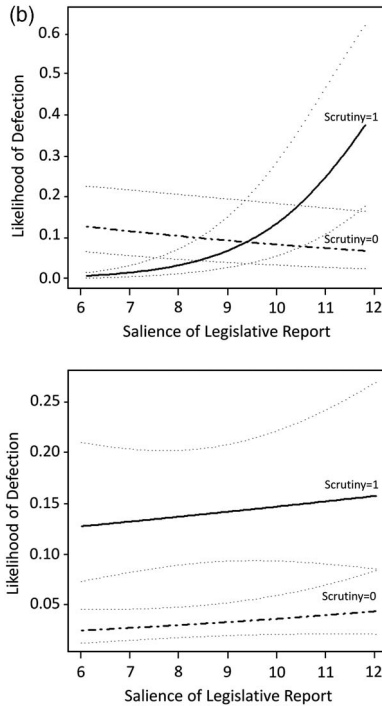 (b)
Likelihood of Defection
0.6
0.5
0.4
0.3
0.2
0.1
0.0
Scrutiny=1
Scrutiny=0
6 7 8 9 10 11 12
Salience of Legislative Report
Likelihood of Defection
0.25
0.20
0.15
0.10
0.05
Scrutiny=1
Scrutiny=0
6 7 8 9 10 11 12
Salience of Legislative Report